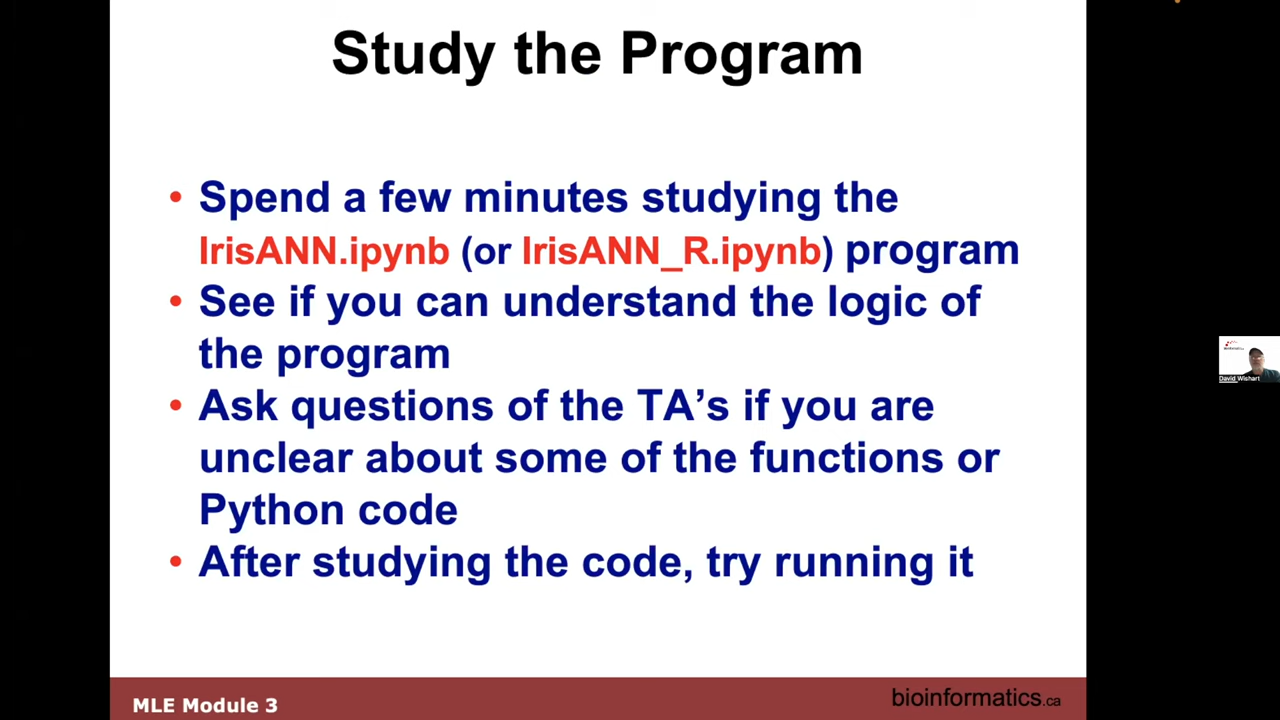 Study the Program
• Spend a few minutes studying the
IrisANN.ipynb (or IrisANN_R.ipynb) program
• See if you can understand the logic of
the program
• Ask questions of the TA’s if you are
unclear about some of the functions or
Python code
• After studying the code, try running it
David Wishart
MLE Module 3
bioinformatics.ca